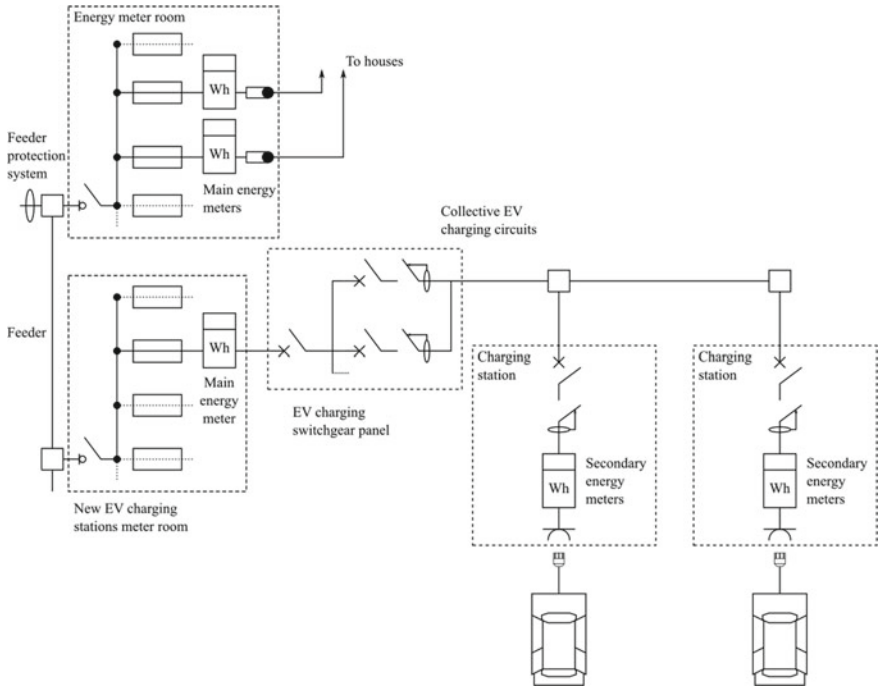 Energy meter room
To houses
Wh
Wh
Feeder
protection
system
Main energy
meters
Collective EV
charging circuits
Feeder
Wh
Main
energy
meter
EV charging
switchgear panel
New EV charging
stations meter room
Charging
station
Wh
Secondary
energy
meters
Charging
station
Wh
Secondary
energy
meters